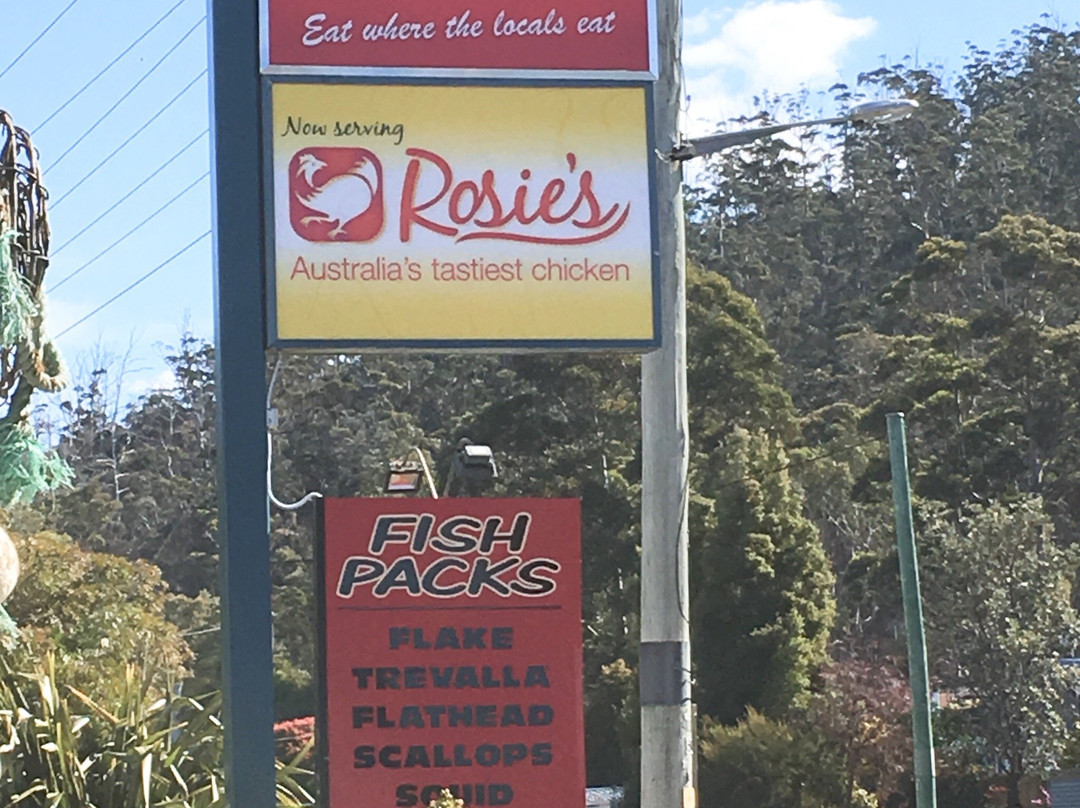 Eat where the locals eat
Now serving
Rosie's
Australia's tastiest chicken
FISH
PACKS
FLAKE
TREVALLA
FLATHEAD
SCALLOPS
SQUID